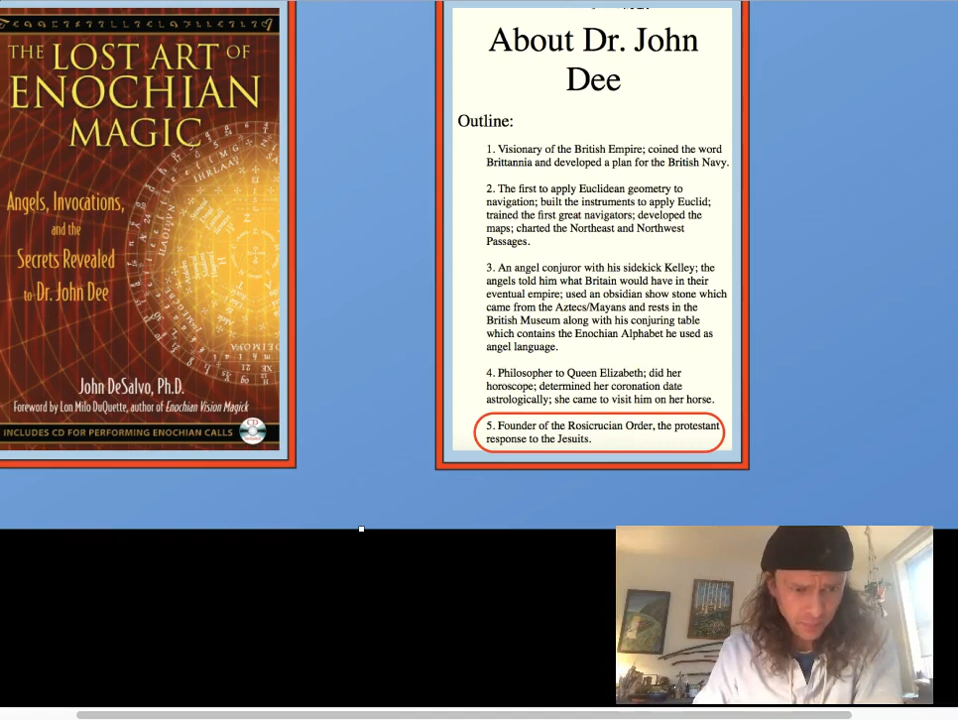 THE LOST ART OF
ENOCHIAN
MAGIC
Angels, Invocations,
and the
Secrets Revealed
to Dr. John Dee
John DeSalvo, Ph.D.
Foreword by Lon Milo DuQuette, author of Enochian Vision Magick
INCLUDES CD FOR PERFORMING ENOCHIAN CALLS
CD
About Dr. John
Dee
Outline:
1. Visionary of the British Empire; coined the word
Brittannia and developed a plan for the British Navy.
2. The first to apply Euclidean geometry to
navigation; built the instruments to apply Euclid;
trained the first great navigators; developed the
maps; charted the Northeast and Northwest
Passages.
3. An angel conjuror with his sidekick Kelley; the
angels told him what Britain would have in their
eventual empire; used an obsidian show stone which
came from the Aztecs/Mayans and rests in the
British Museum along with his conjuring table
which contains the Enochian Alphabet he used as
angel language.
4. Philosopher to Queen Elizabeth; did her
horoscope; determined her coronation date
astrologically; she came to visit him on her horse.
5. Founder of the Rosicrucian Order, the protestant
response to the Jesuits.